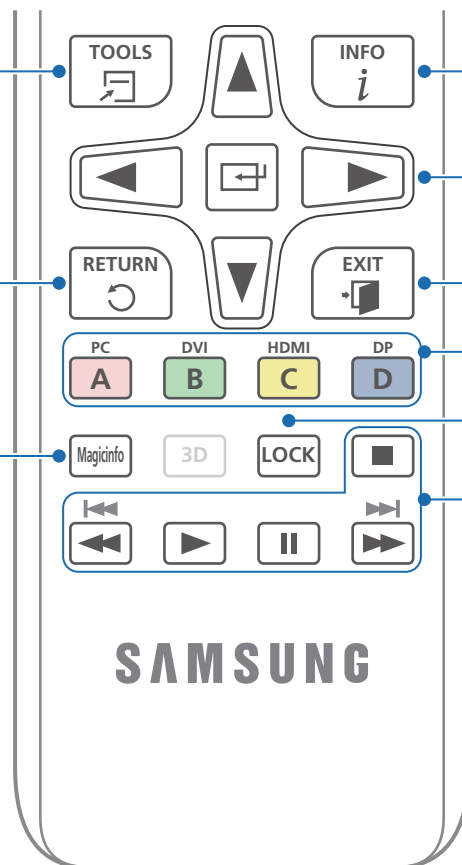 TOOLS
INFO
i
RETURN
EXIT
PC DVI HDMI DP
A B C D
Magicinfo 3D LOCK
SAMSUNG